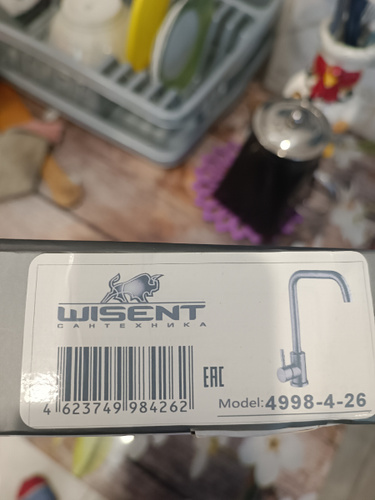 WISENT
САНТЕХНИКА
4 623749 984262
EAC
Model:4998-4-26